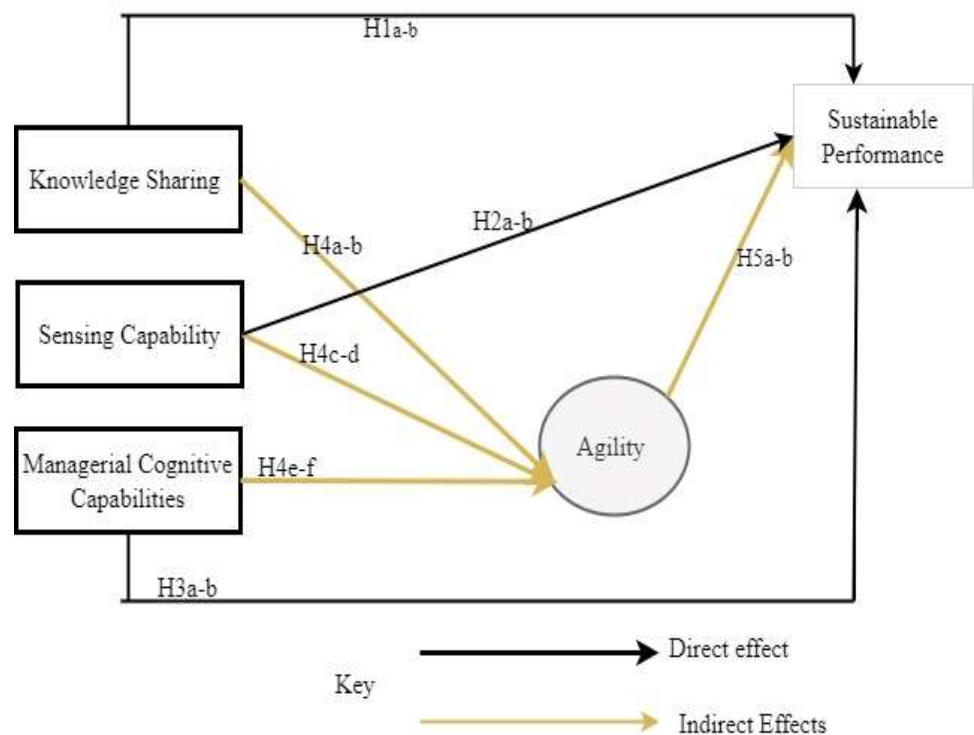 H1a-b
Sustainable
Performance
Knowledge Sharing
H2a-b
H4a-b
H5a-b
Sensing Capability
H4c-d
Agility
Managerial Cognitive
Capabilities
H4e-f
H3a-b
Direct effect
Key
Indirect Effects